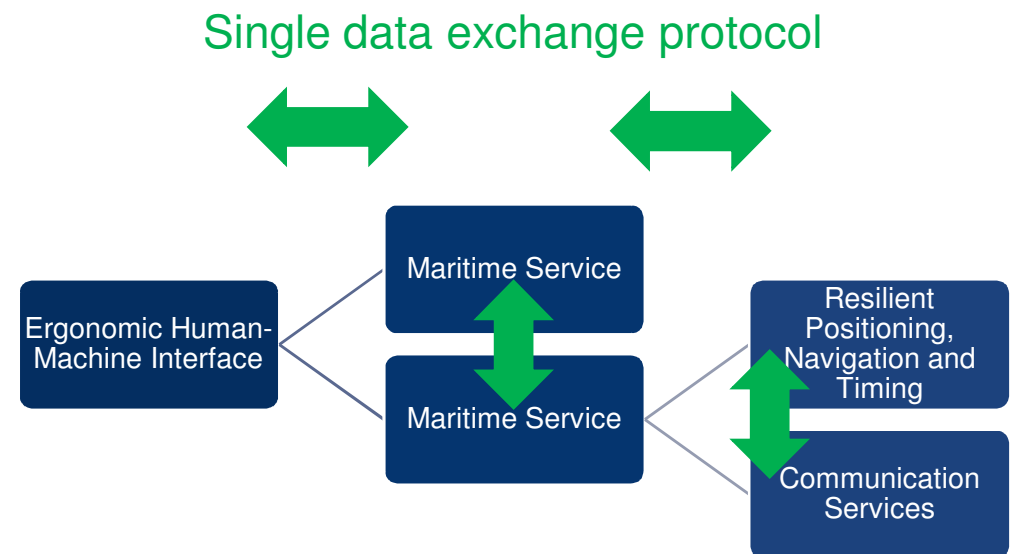 Single data exchange protocol
Maritime Service
Ergonomic Human-
Machine Interface
Maritime Service
Resilient
Positioning,
Navigation and
Timing
Communication
Services